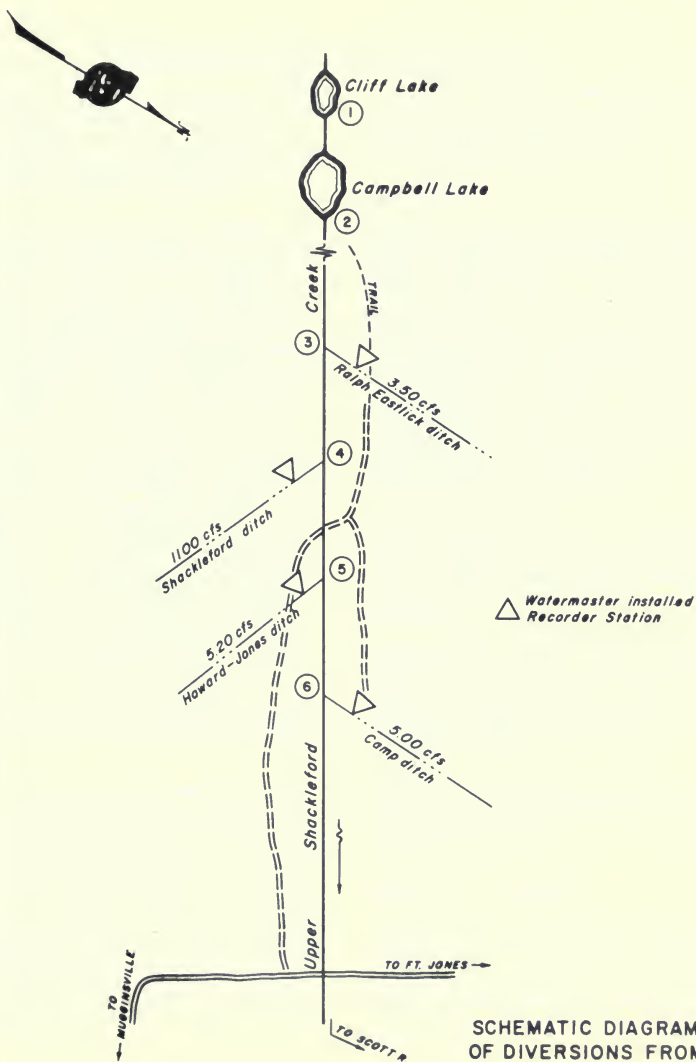 Cliff Lake
1
Campbell Lake
2
Creek
TRAIL
3
3.50 cfs
Ralph Eastlick ditch
4
11.00 cfs
Shackleford ditch
5
5.20 cfs
Howard-Jones ditch
Watermaster installed
Recorder Station
6
5.00 cfs
Camp ditch
Shackleford
Upper
TO FT. JONES
TO
MUGGINSVILLE
TO SCOTT R.
SCHEMATIC DIAGRAM
OF DIVERSIONS FROM